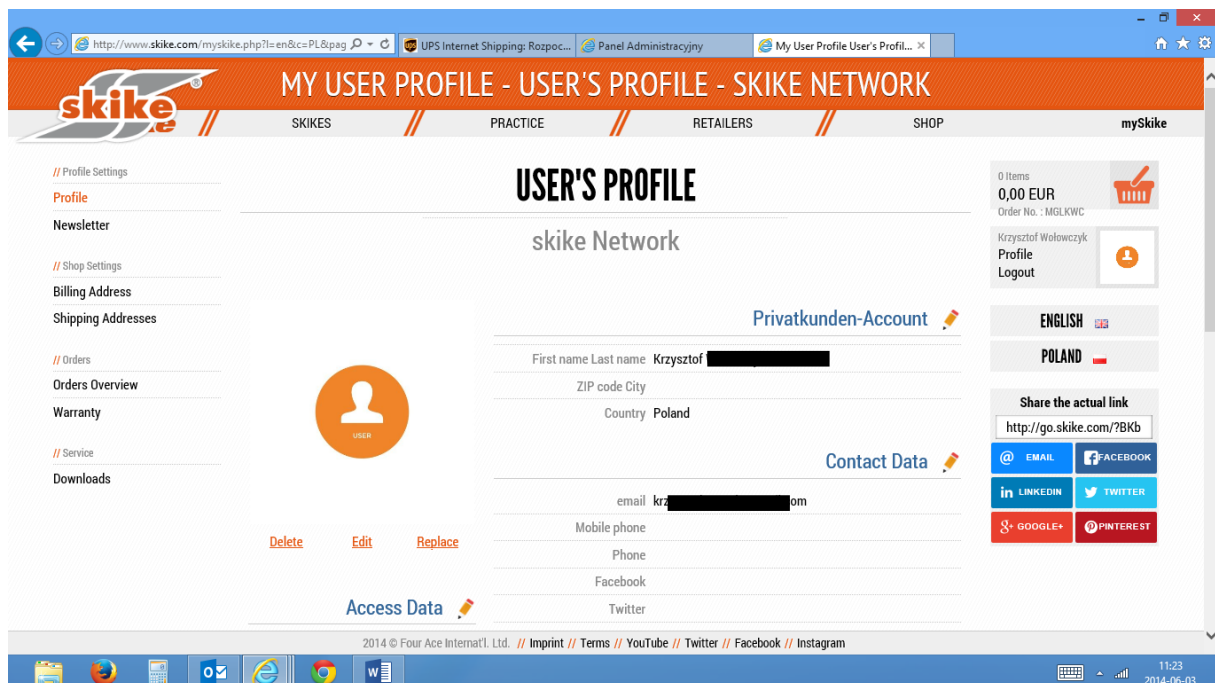 http://www.skike.com/myskike.php?l=en&c=PL&pag
UPS Internet Shipping: Rozpoc...
Panel Administracyjny
My User Profile User's Profil...
skike
MY USER PROFILE - USER'S PROFILE - SKIKE NETWORK
SKIKES // PRACTICE // RETAILERS // SHOP
mySkike
// Profile Settings
Profile
Newsletter
// Shop Settings
Billing Address
Shipping Addresses
// Orders
Orders Overview
Warranty
// Service
Downloads
USER'S PROFILE
skike Network
USER
Delete Edit Replace
Access Data
Privatkunden-Account
First name Last name Krzysztof
ZIP code City
Country Poland
Contact Data
email krz om
Mobile phone
Phone
Facebook
Twitter
0 Items
0,00 EUR
Order No. : MGLKWC
Krzysztof Wołowczyk
Profile
Logout
ENGLISH
POLAND
Share the actual link
http://go.skike.com/?BKb
@ EMAIL FACEBOOK
in LINKEDIN TWITTER
g+ GOOGLE+ PINTEREST
2014 © Four Ace Internat'l. Ltd. // Imprint // Terms // YouTube // Twitter // Facebook // Instagram
11:23
2014-06-03